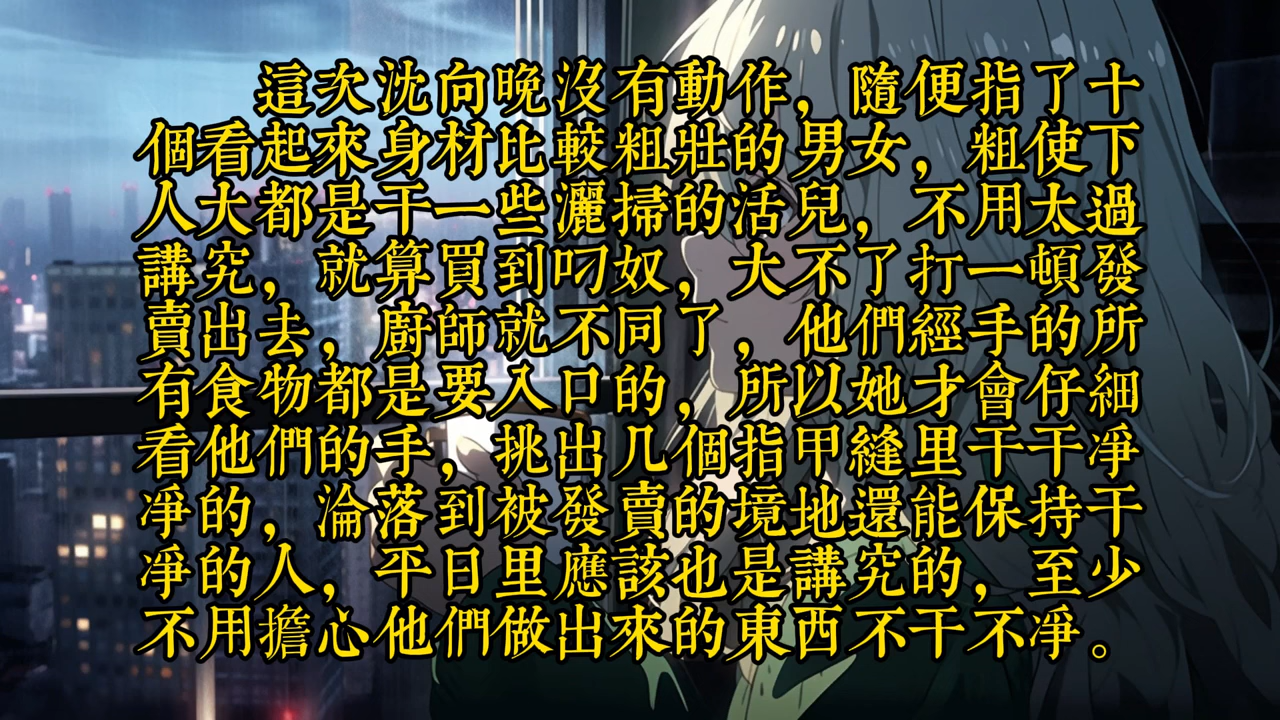 這次沈向晚沒有動作，隨便指了十
個看起來身材比較粗壯的男女，粗使下
人大都是干一些灑掃的活兒，不用太過
講究，就算買到叼奴，大不了打一頓發
賣出去，廚師就不同了，他們經手的所
有食物都是要入口的，所以她才會仔細
看他們的手，挑出几個指甲縫里干干凈
凈的，淪落到被發賣的境地還能保持干
凈的人，平日里應該也是講究的，至少
不用擔心他們做出來的東西不干不凈。